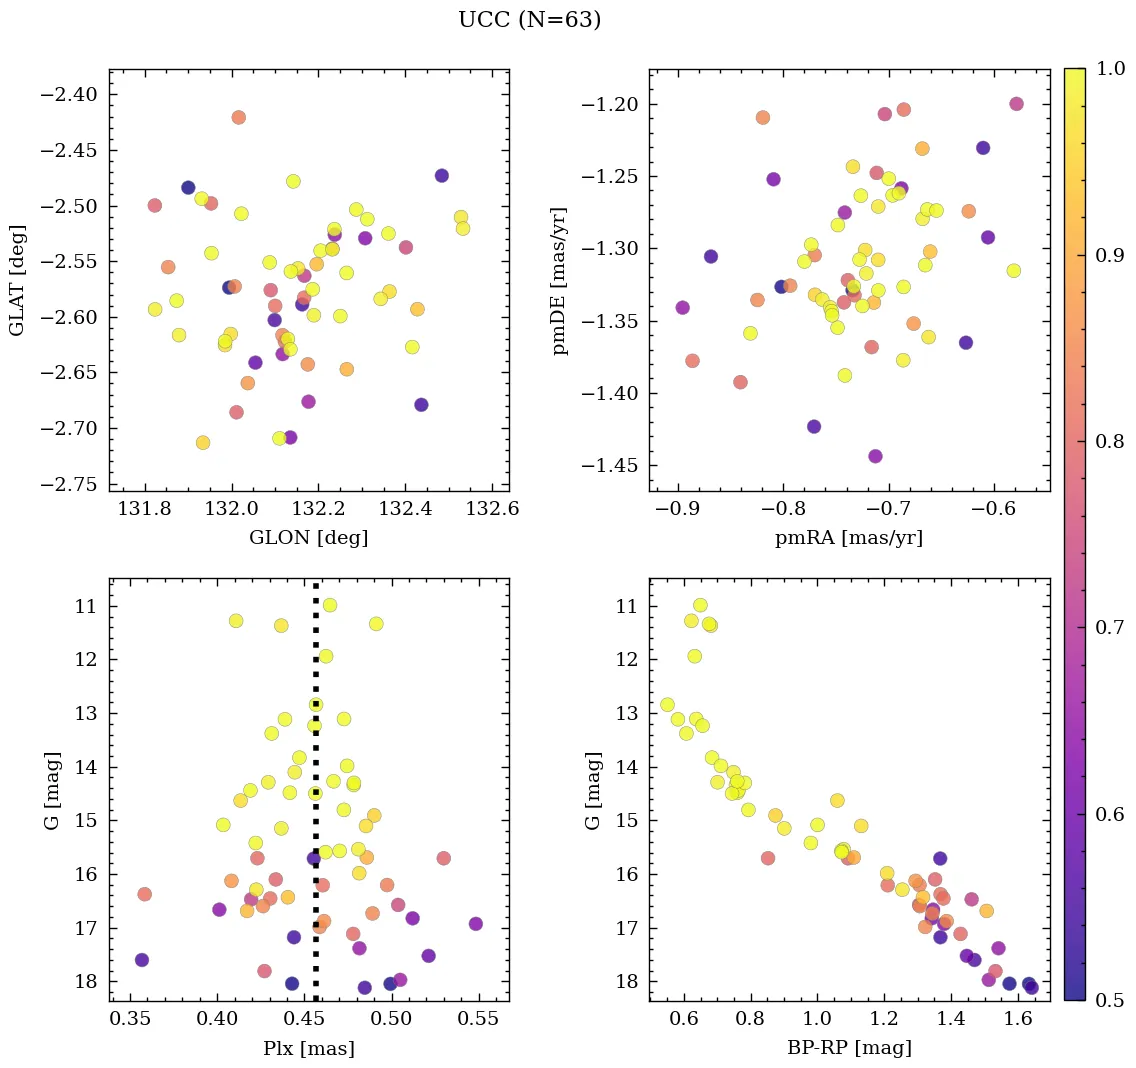 UCC (N=63)
−2.40
−2.45
−2.50
−2.55
−2.60
−2.65
−2.70
−2.75
GLAT [deg]
131.8 132.0 132.2 132.4 132.6
GLON [deg]
−1.20
−1.25
−1.30
−1.35
−1.40
−1.45
pmDE [mas/yr]
−0.9 −0.8 −0.7 −0.6
pmRA [mas/yr]
1.0
0.9
0.8
0.7
0.6
0.5
11
12
13
14
15
16
17
18
G [mag]
0.35 0.40 0.45 0.50 0.55
Plx [mas]
11
12
13
14
15
16
17
18
G [mag]
0.6 0.8 1.0 1.2 1.4 1.6
BP-RP [mag]